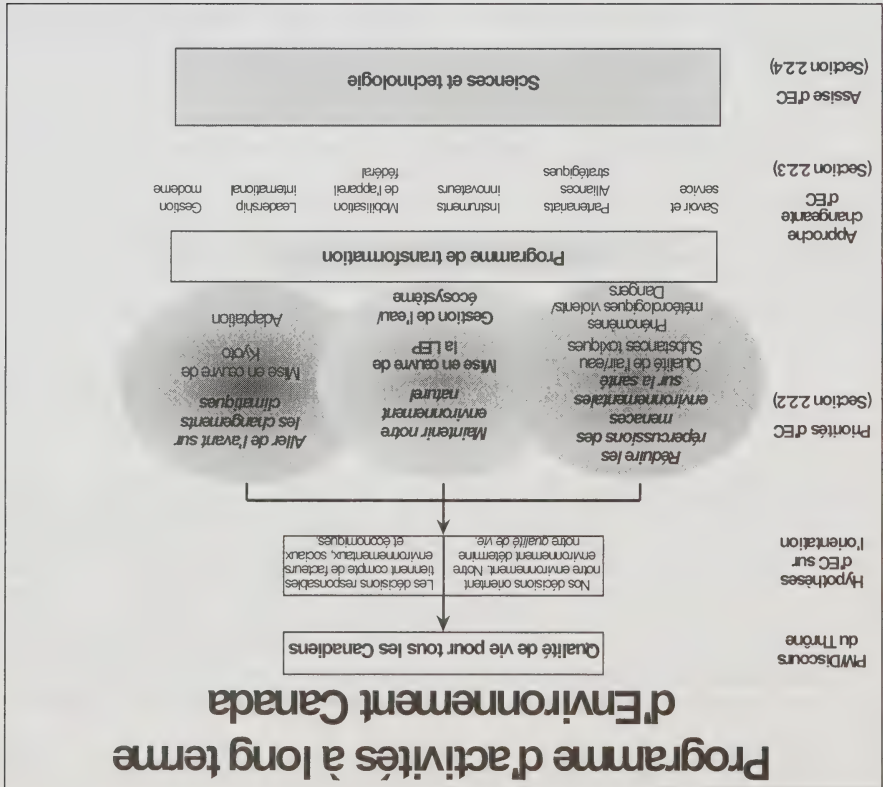 Programme d'activités à long terme
d'Environnement Canada
PM/Discours
du Trône
Qualité de vie pour tous les Canadiens
Hypothèses
d'EC sur
l'orientation
Nos décisions orientent
notre environnement. Notre
environnement détermine
notre qualité de vie.
Les décisions responsables
tiennent compte de facteurs
environnementaux, sociaux
et économiques.
Priorités d'EC
(Section 2.2.2)
Réduire les
répercussions des
menaces
environnementales
sur la santé
Qualité de l'air/eau
Substances toxiques
Phénomènes
météorologiques violents/
Dangers
Maintenir notre
environnement
naturel
Mise en œuvre de
la LEP
Gestion de l'eau/
écosystème
Aller de l'avant sur
les changements
climatiques
Mise en œuvre de
Kyoto
Adaptation
Approche
changeante
d'EC
(Section 2.2.3)
Programme de transformation
Savoir et
service
Partenariats
Alliances
stratégiques
Instruments
innovateurs
Mobilisation
de l'appareil
fédéral
Leadership
international
Gestion
moderne
Assise d'EC
(Section 2.2.4)
Sciences et technologie